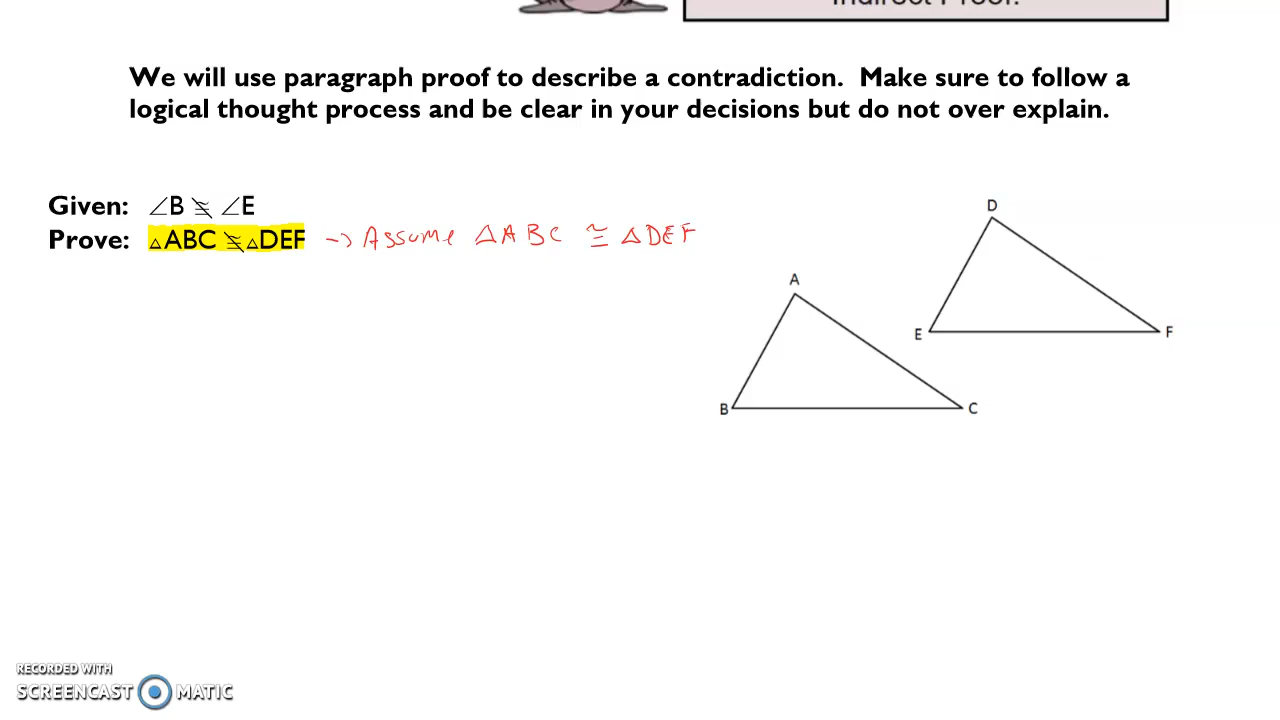 Indirect Proof.
We will use paragraph proof to describe a contradiction. Make sure to follow a
logical thought process and be clear in your decisions but do not over explain.
Given: ∠B ≇ ∠E
Prove: △ABC ≇ △DEF → Assume △ABC ≅ △DEF
D
A
E
F
B
C
RECORDED WITH
SCREENCAST MATIC